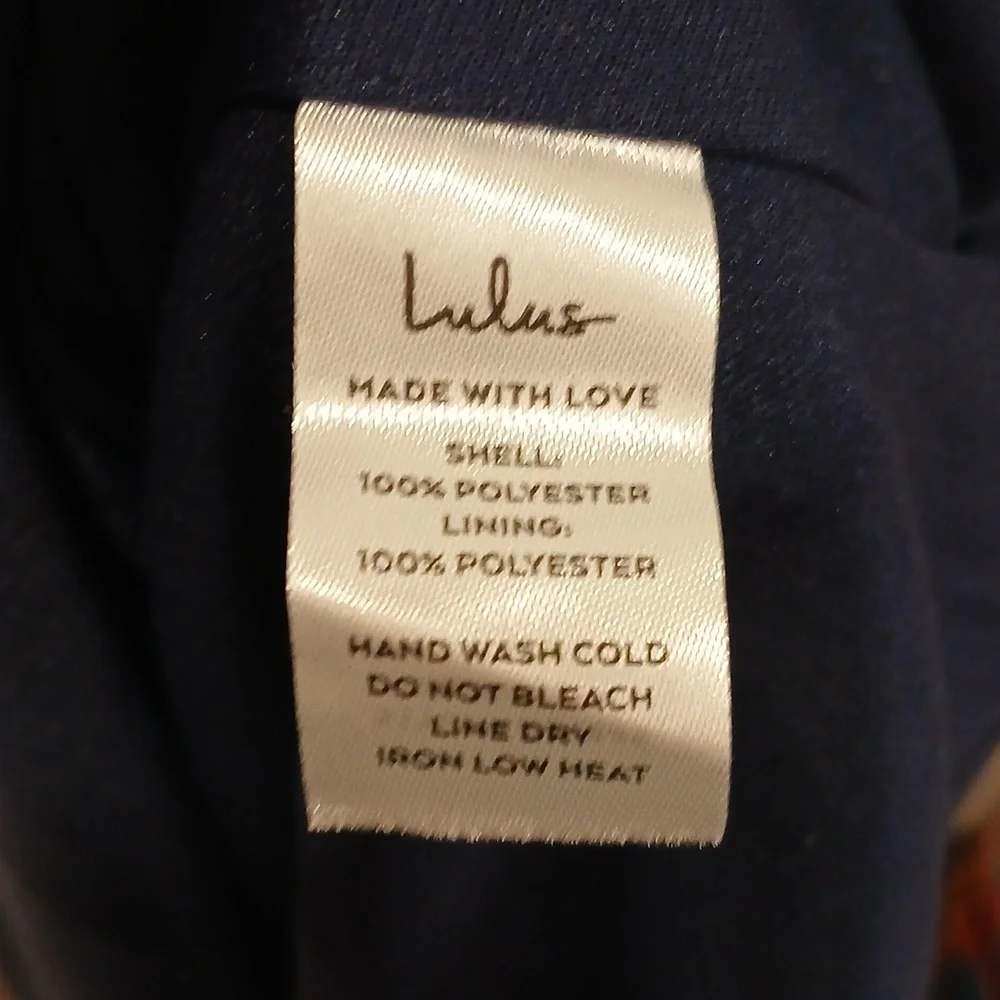 Lulus
MADE WITH LOVE
SHELL:
100% POLYESTER
LINING:
100% POLYESTER
HAND WASH COLD
DO NOT BLEACH
LINE DRY
IRON LOW HEAT